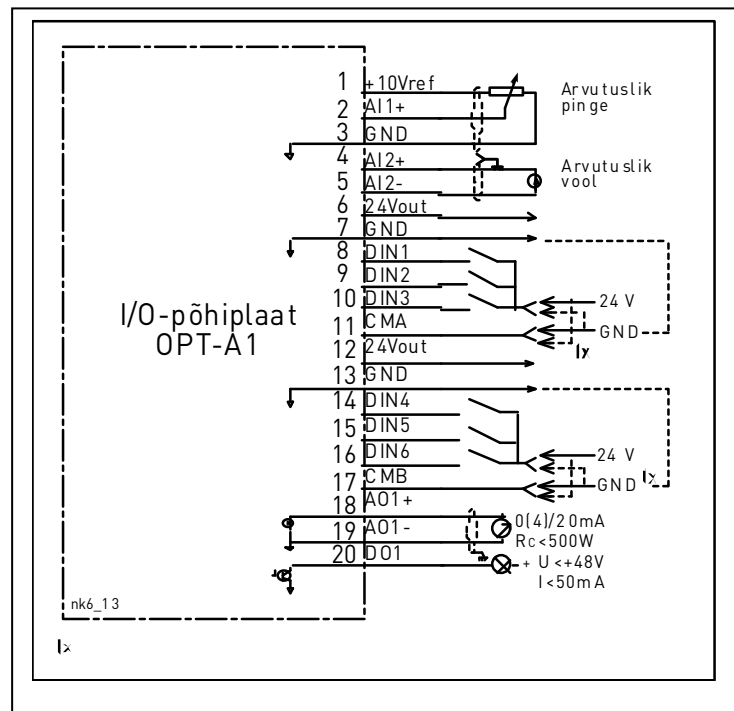 1 +10Vref
2 AI1+
3 GND
4 AI2+
5 AI2-
6 24Vout
7 GND
8 DIN1
9 DIN2
10 DIN3
11 CMA
12 24Vout
13 GND
14 DIN4
15 DIN5
16 DIN6
17 CMB
18 AO1+
19 AO1-
20 DO1
Arvutuslik
pinge
Arvutuslik
vool
24 V
GND
24 V
GND
0(4)/20mA
Rc<500W
+ U<+48V
I<50mA
I/O-põhiplaat
OPT-A1
nk6_13